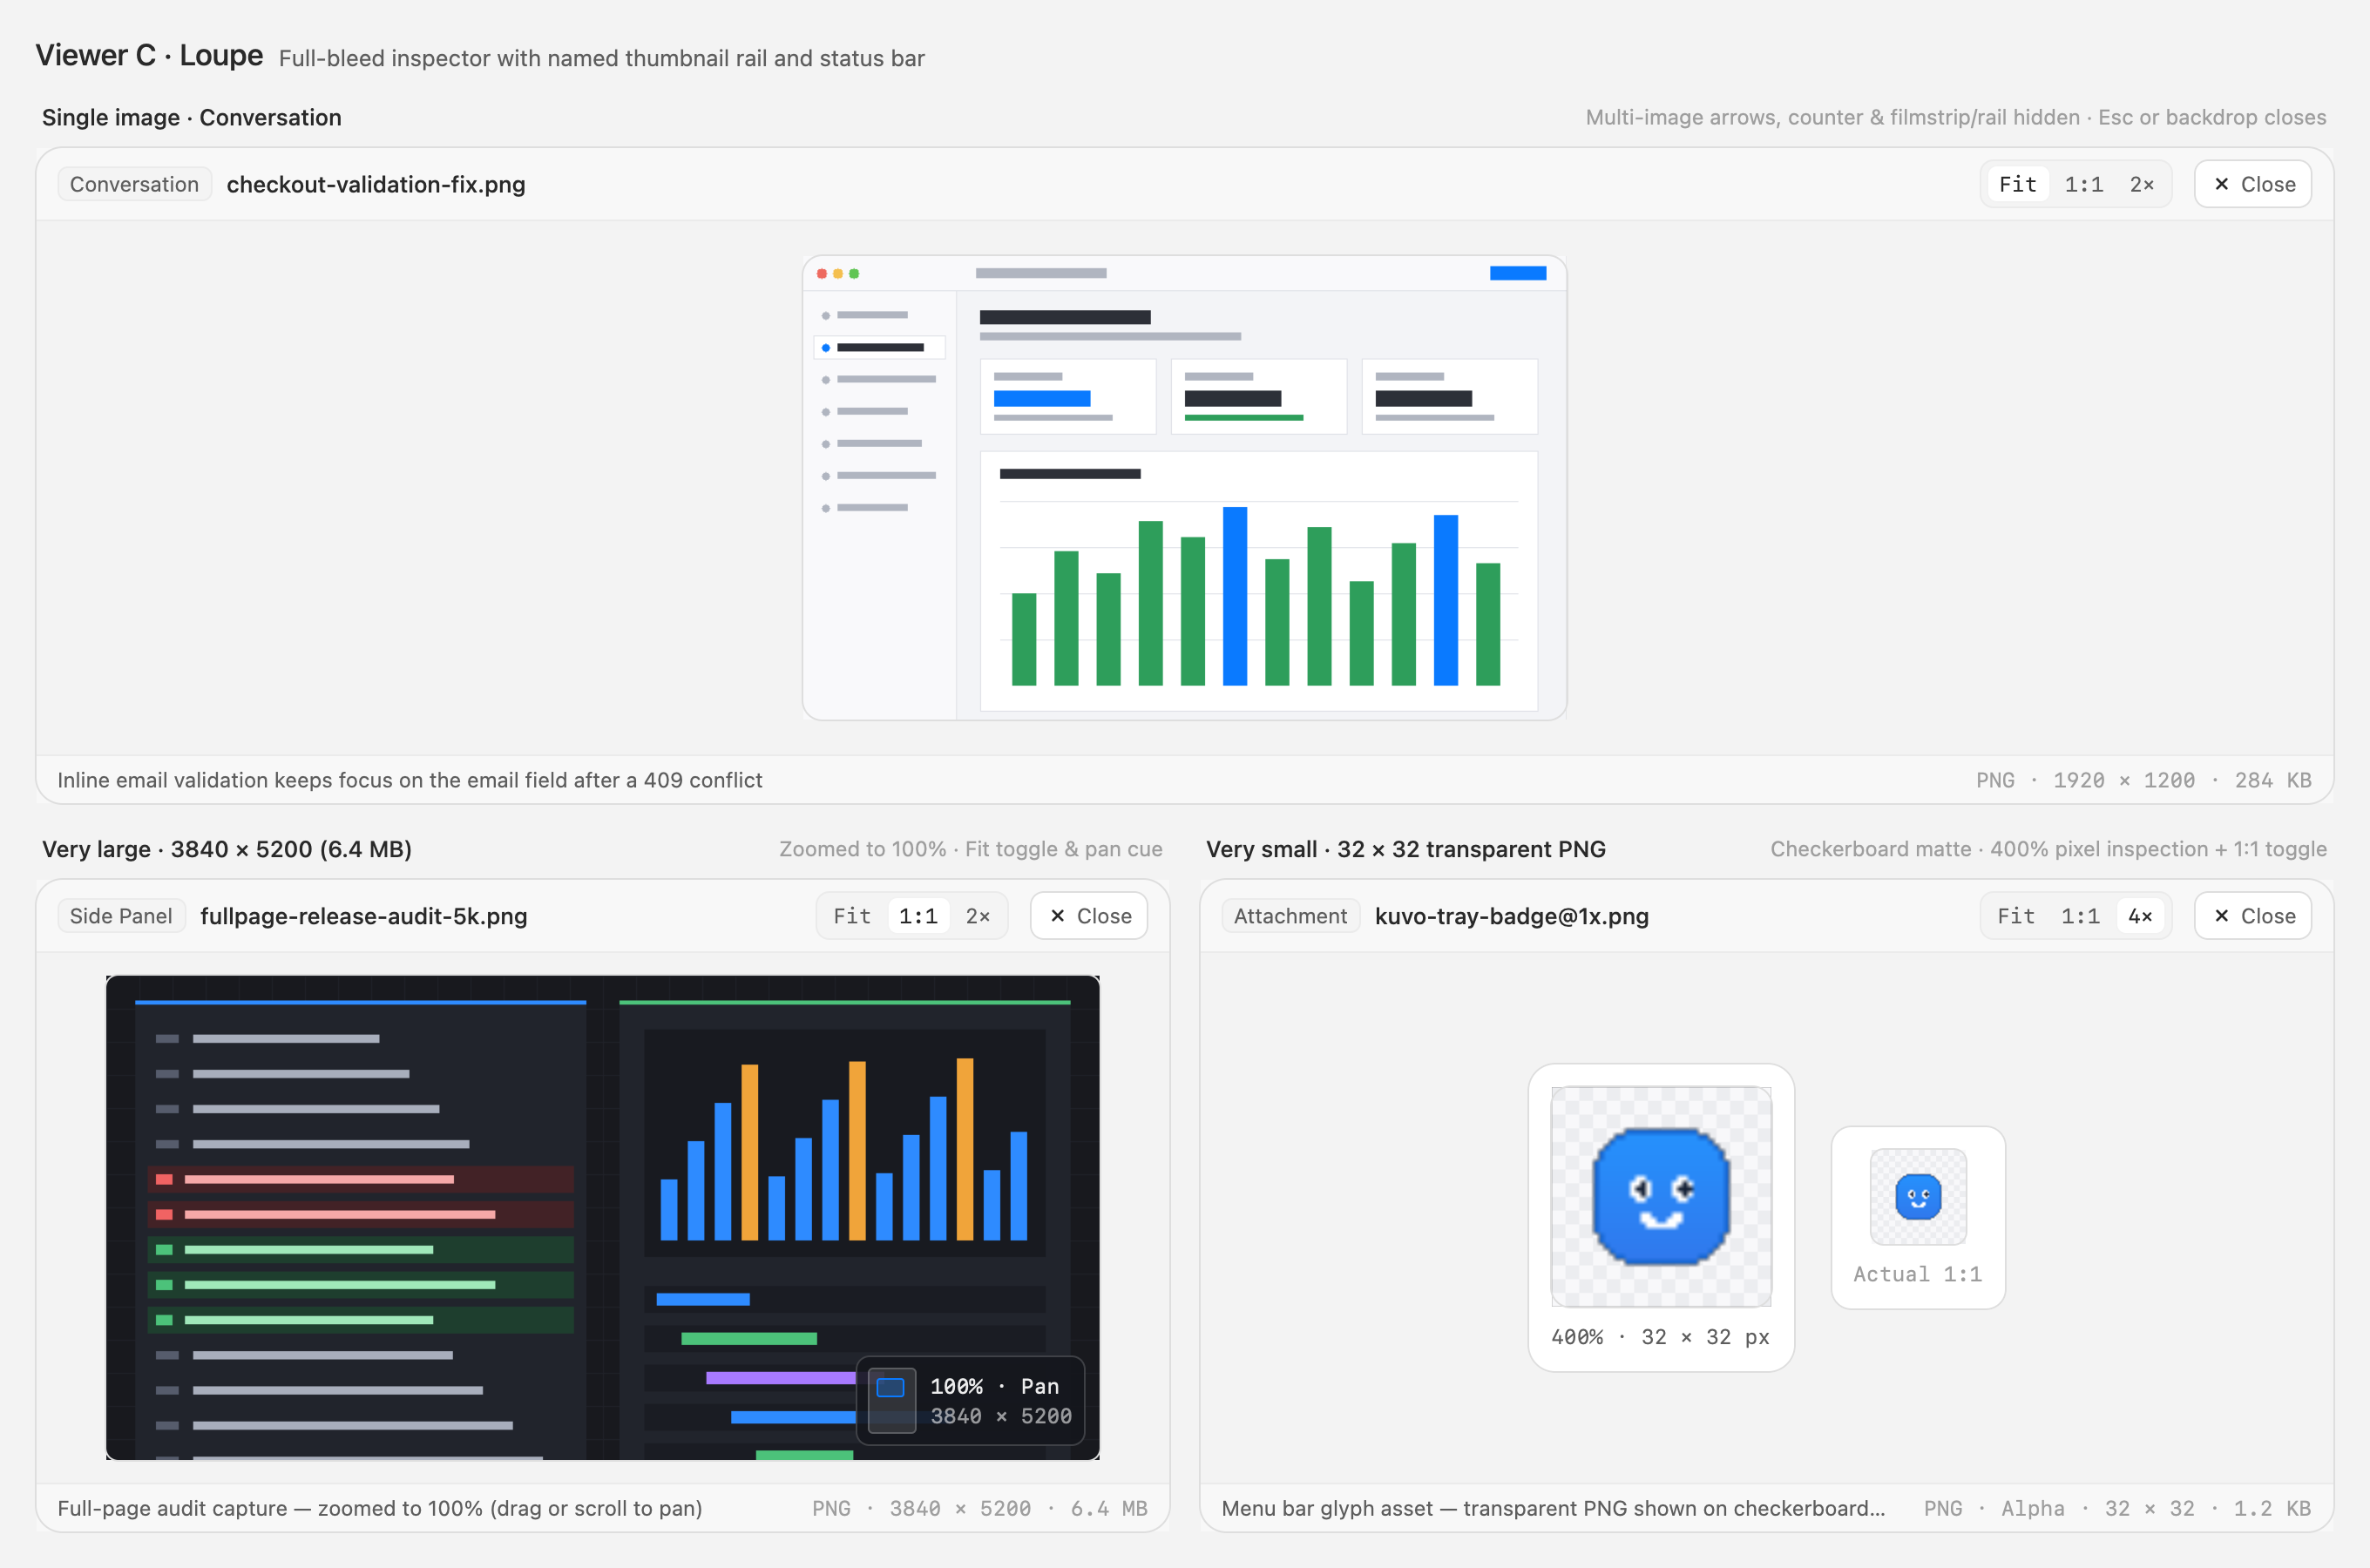 Viewer C · Loupe Full-bleed inspector with named thumbnail rail and status bar
Single image · Conversation
Multi-image arrows, counter & filmstrip/rail hidden · Esc or backdrop closes
Conversation checkout-validation-fix.png
Fit 1:1 2× × Close
Inline email validation keeps focus on the email field after a 409 conflict
PNG · 1920 × 1200 · 284 KB
Very large · 3840 × 5200 (6.4 MB)
Zoomed to 100% · Fit toggle & pan cue
Side Panel fullpage-release-audit-5k.png
Fit 1:1 2× × Close
100% · Pan
3840 × 5200
Full-page audit capture — zoomed to 100% (drag or scroll to pan)
PNG · 3840 × 5200 · 6.4 MB
Very small · 32 × 32 transparent PNG
Checkerboard matte · 400% pixel inspection + 1:1 toggle
Attachment kuvo-tray-badge@1x.png
Fit 1:1 4× × Close
400% · 32 × 32 px
Actual 1:1
Menu bar glyph asset — transparent PNG shown on checkerboard...
PNG · Alpha · 32 × 32 · 1.2 KB